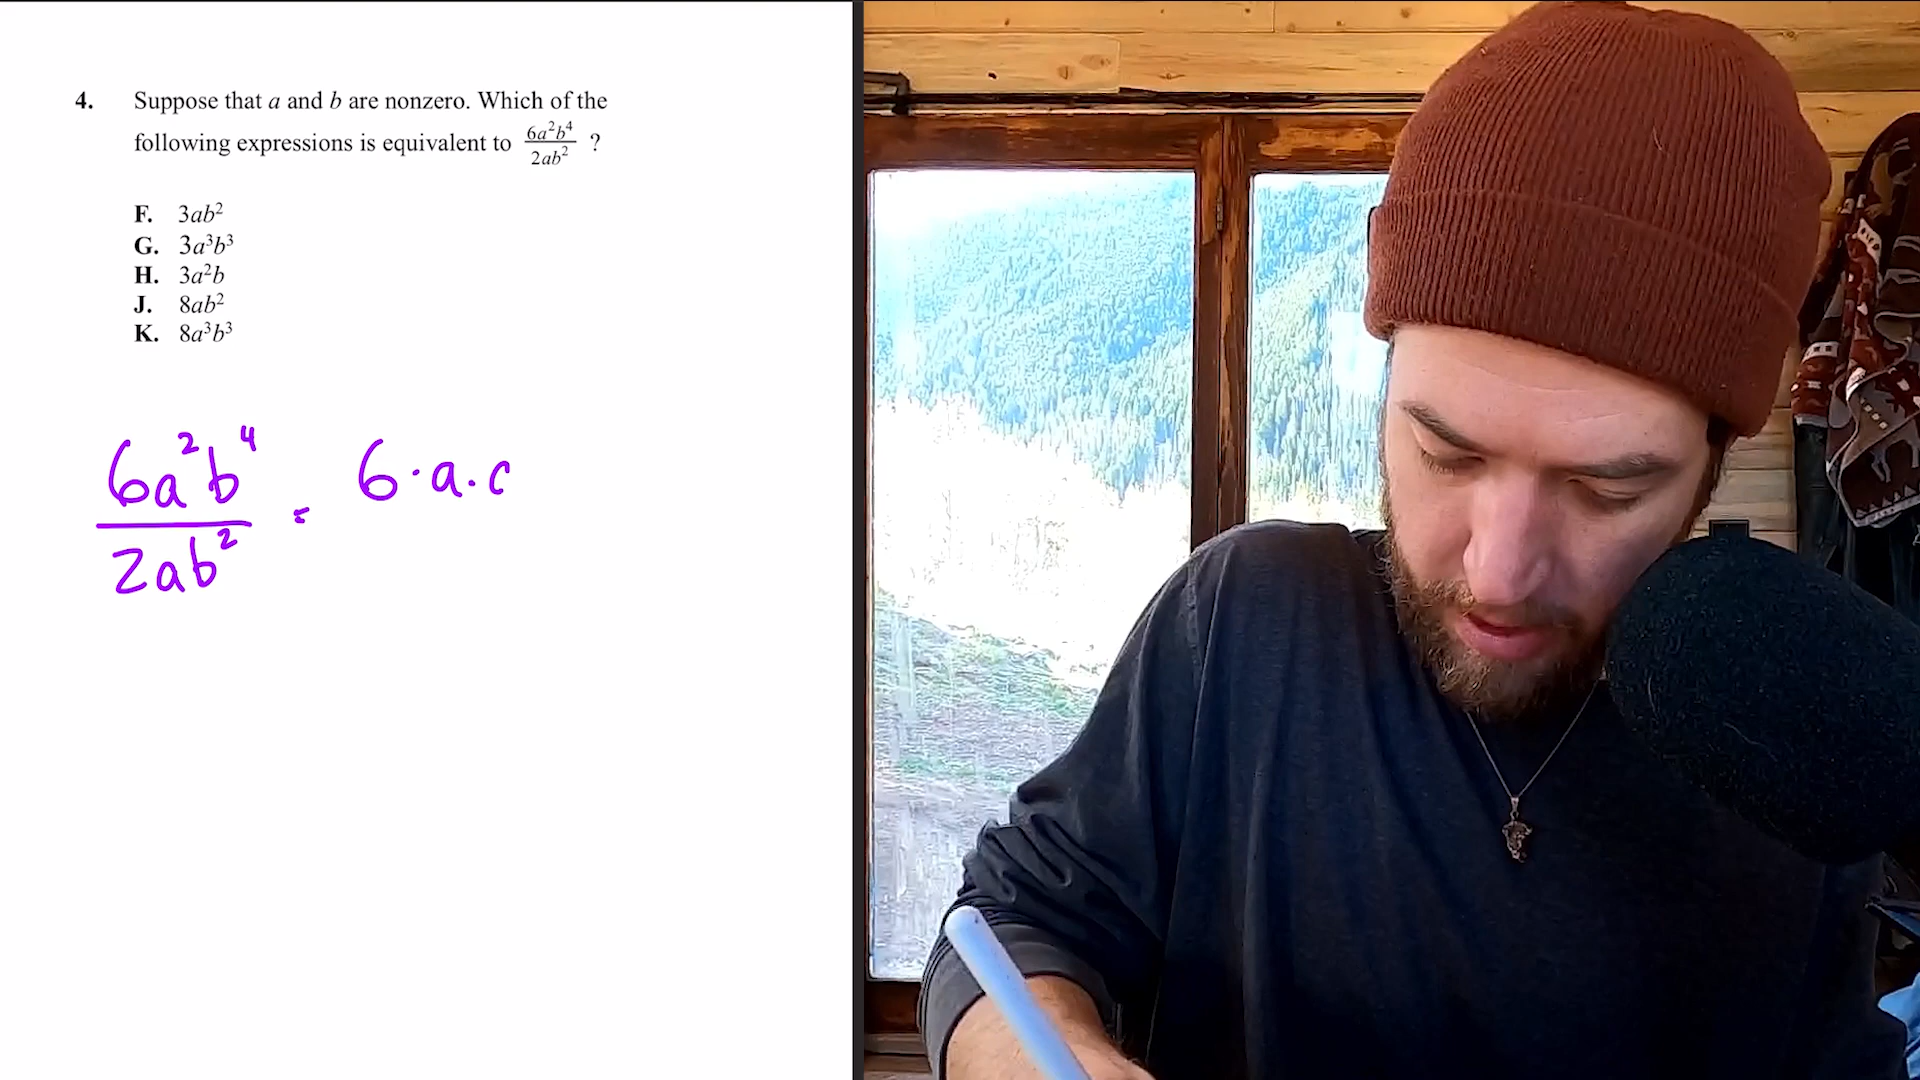 4. Suppose that a and b are nonzero. Which of the
following expressions is equivalent to 6a²b⁴/2ab² ?
F. 3ab²
G. 3a³b³
H. 3a²b
J. 8ab²
K. 8a³b³
6a²b⁴/2ab² = 6·a·c